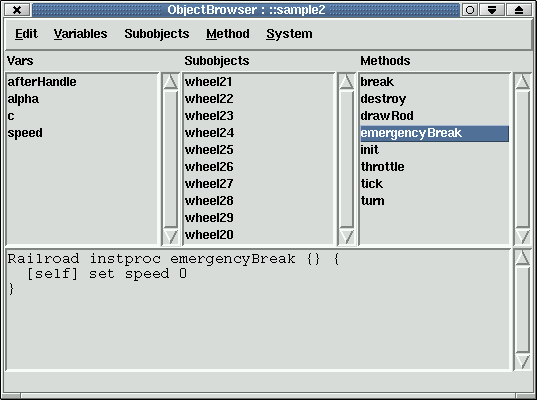 ObjectBrowser : ::sample2
Edit Variables Subobjects Method System
Vars Subobjects Methods
afterHandle wheel21 break
alpha wheel22 destroy
c wheel23 drawRod
speed wheel24 emergencyBreak
wheel25 init
wheel26 throttle
wheel27 tick
wheel28 turn
wheel29
wheel20
Railroad instproc emergencyBreak {} {
[self] set speed 0
}